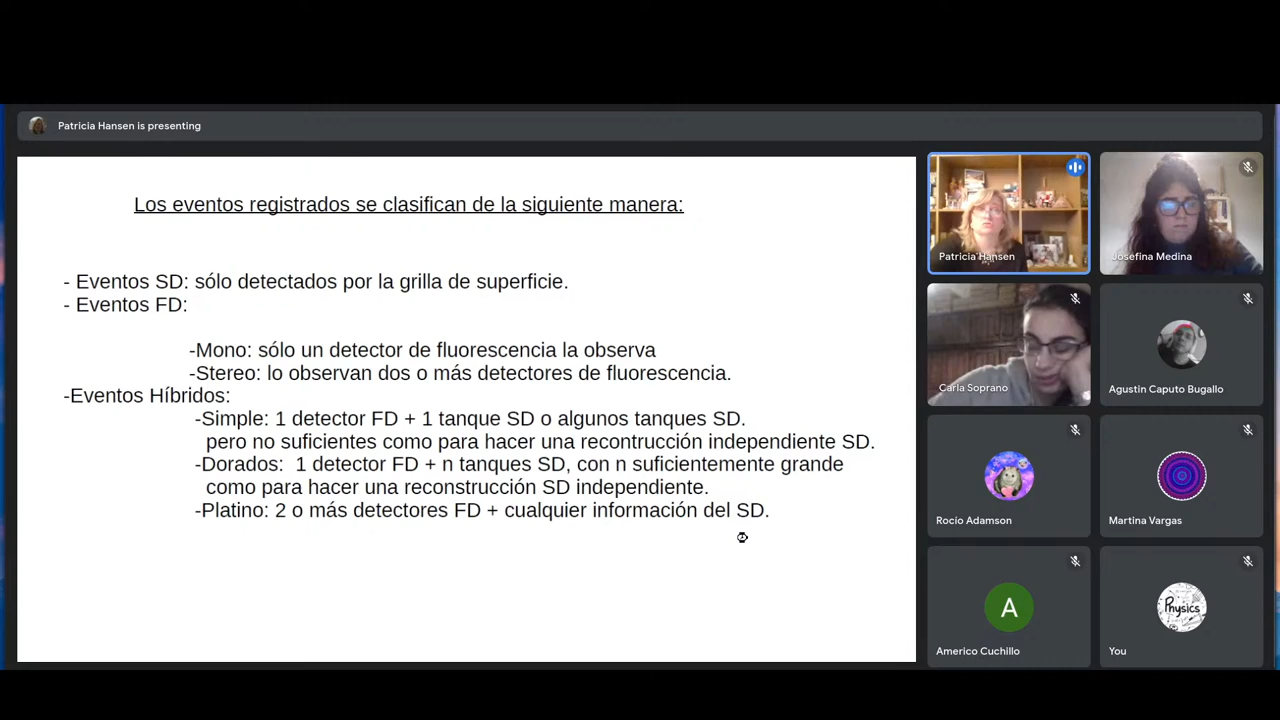 Patricia Hansen is presenting
Los eventos registrados se clasifican de la siguiente manera:
- Eventos SD: sólo detectados por la grilla de superficie.
- Eventos FD:
-Mono: sólo un detector de fluorescencia la observa
-Stereo: lo observan dos o más detectores de fluorescencia.
-Eventos Híbridos:
-Simple: 1 detector FD + 1 tanque SD o algunos tanques SD.
pero no suficientes como para hacer una recontrucción independiente SD.
-Dorados: 1 detector FD + n tanques SD, con n suficientemente grande
como para hacer una reconstrucción SD independiente.
-Platino: 2 o más detectores FD + cualquier información del SD.
Patricia Hansen
Josefina Medina
Carla Soprano
Agustin Caputo Bugallo
Rocío Adamson
Martina Vargas
A
Americo Cuchillo
Physics
You